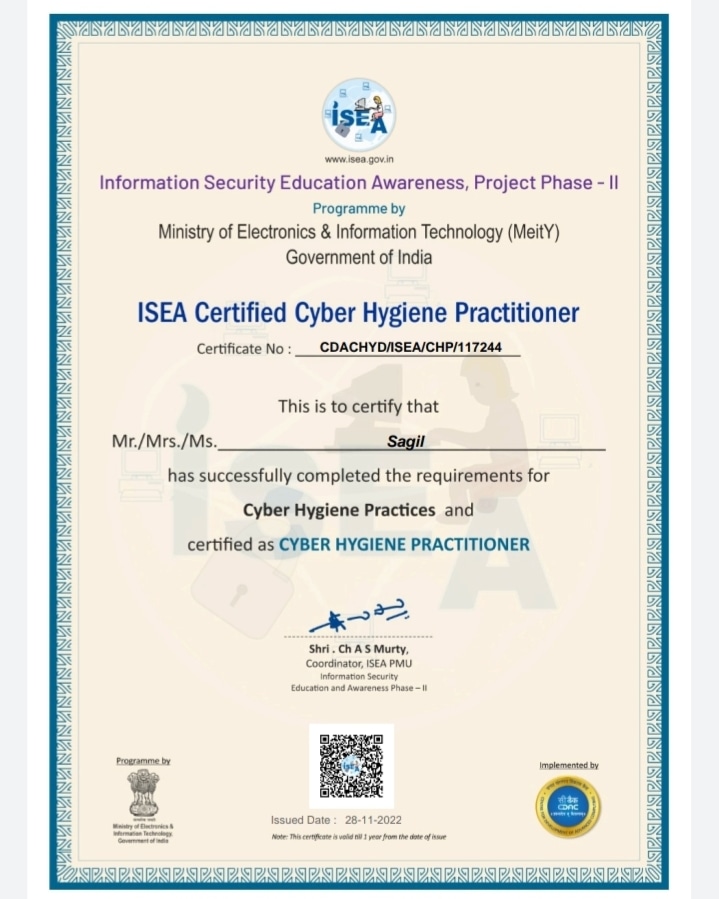 iSEA
www.isea.gov.in
Information Security Education Awareness, Project Phase - II
Programme by
Ministry of Electronics & Information Technology (MeitY)
Government of India
ISEA Certified Cyber Hygiene Practitioner
Certificate No : CDACHYD/ISEA/CHP/117244
This is to certify that
Mr./Mrs./Ms. Sagil
has successfully completed the requirements for
Cyber Hygiene Practices and
certified as CYBER HYGIENE PRACTITIONER
Shri . Ch A S Murty,
Coordinator, ISEA PMU
Information Security
Education and Awareness Phase – II
Programme by
Ministry of Electronics &
Information Technology,
Government of India
Implemented by
सी डैक
CDAC
Issued Date : 28-11-2022
Note: This certificate is valid till 1 year from the date of issue